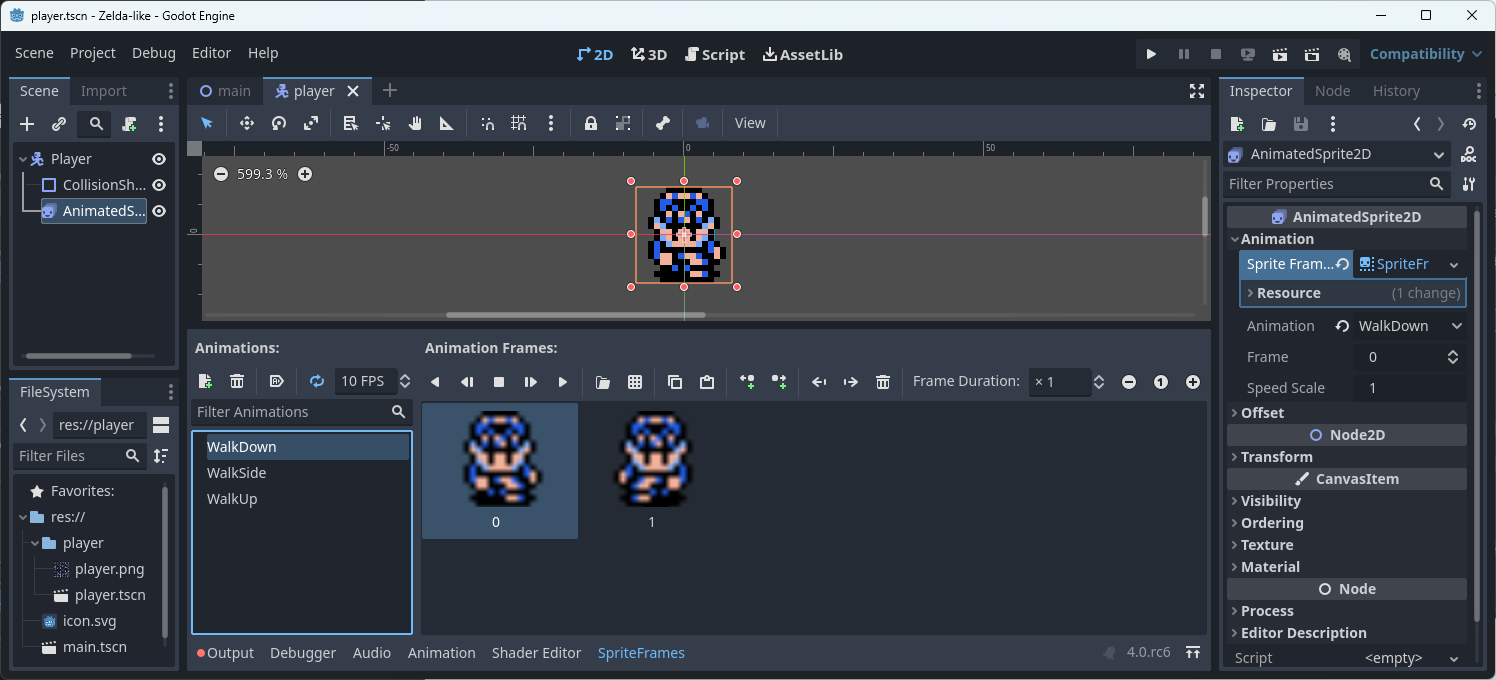 player.tscn - Zelda-like - Godot Engine
Scene Project Debug Editor Help
2D 3D Script AssetLib
Compatibility
Scene Import
main player
Inspector Node History
View
Player
CollisionSh...
AnimatedS...
-50 0 50
599.3 %
0
AnimatedSprite2D
Filter Properties
AnimatedSprite2D
Animation
Sprite Fram... SpriteFr
Resource (1 change)
Animation WalkDown
Frame 0
Speed Scale 1
Offset
Node2D
Transform
CanvasItem
Visibility
Ordering
Texture
Material
Node
Process
Editor Description
Script <empty>
Animations:
10 FPS
Filter Animations
WalkDown
WalkSide
WalkUp
Animation Frames:
Frame Duration: × 1
0 1
FileSystem
res://player
Filter Files
Favorites:
res://
player
player.png
player.tscn
icon.svg
main.tscn
Output Debugger Audio Animation Shader Editor SpriteFrames
4.0.rc6